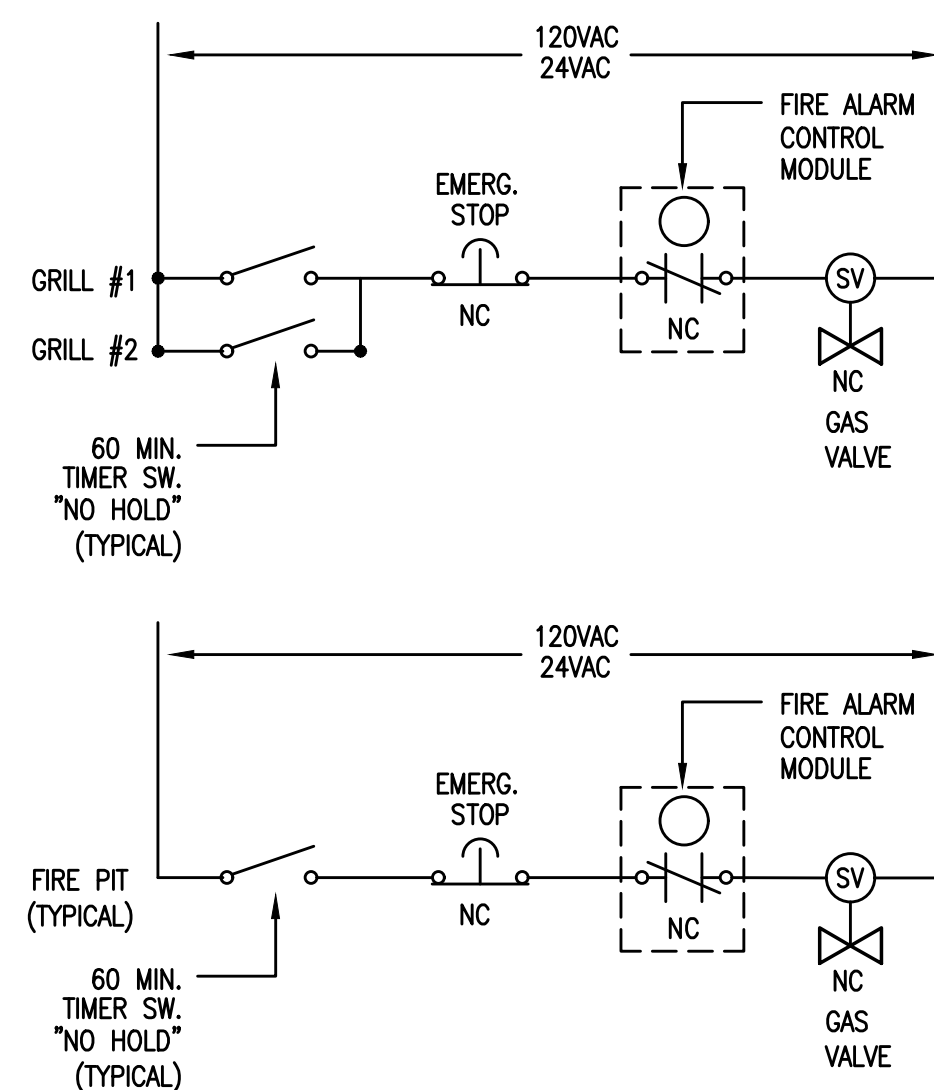 120VAC
24VAC
FIRE ALARM
CONTROL
MODULE
EMERG.
STOP
GRILL #1
SV
NC
NC
GRILL #2
NC
GAS
VALVE
60 MIN.
TIMER SW.
"NO HOLD"
(TYPICAL)
120VAC
24VAC
FIRE ALARM
CONTROL
MODULE
EMERG.
STOP
FIRE PIT
(TYPICAL)
SV
NC
NC
NC
GAS
VALVE
60 MIN.
TIMER SW.
"NO HOLD"
(TYPICAL)